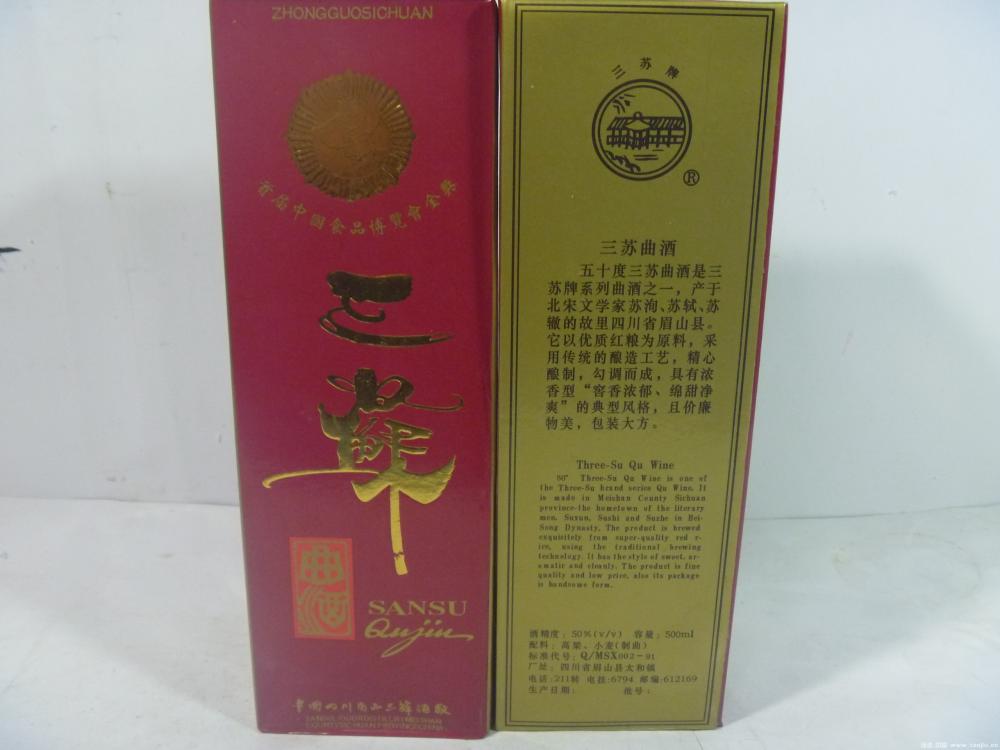 ZHONGGUOSICHUAN
首届中國食品博覽會金獎
三蘇
曲酒
SANSU
Qujiu
中國四川眉山三蘇酒廠
三苏牌
®
三苏曲酒
五十度三苏曲酒是三
苏牌系列曲酒之一，产于
北宋文学家苏洵、苏轼、苏
辙的故里四川省眉山县。
它以优质红粮为原料，采
用传统的酿造工艺，精心
酿制，勾调而成，具有浓
香型“窖香浓郁、绵甜净
爽”的典型风格，且价廉
物美，包装大方。
Three-Su Qu Wine
50° Three-Su Qu Wine is one of
the Three-Su brand series Qu Wine. It
is made in Meishan County Sichuan
province-the hometown of the literary
men, Suxun, Sushi and Suzhe in Bei-
Song Dynasty, The product is brewed
exquisitely from super-quality red r-
ice, using the traditional brewing
technology. It has the style of sweet, ar-
omatic and cleanly. The product is fine
quality and low price, also its package
is handsome form.
酒精度：50%(v/v) 容量：500ml
配料：高粱、小麦(制曲)
标准代号：Q/MSX002-91
厂址：四川省眉山县太和镇
电话：211转 电挂：6794 邮编：612169
生产日期： 批号：